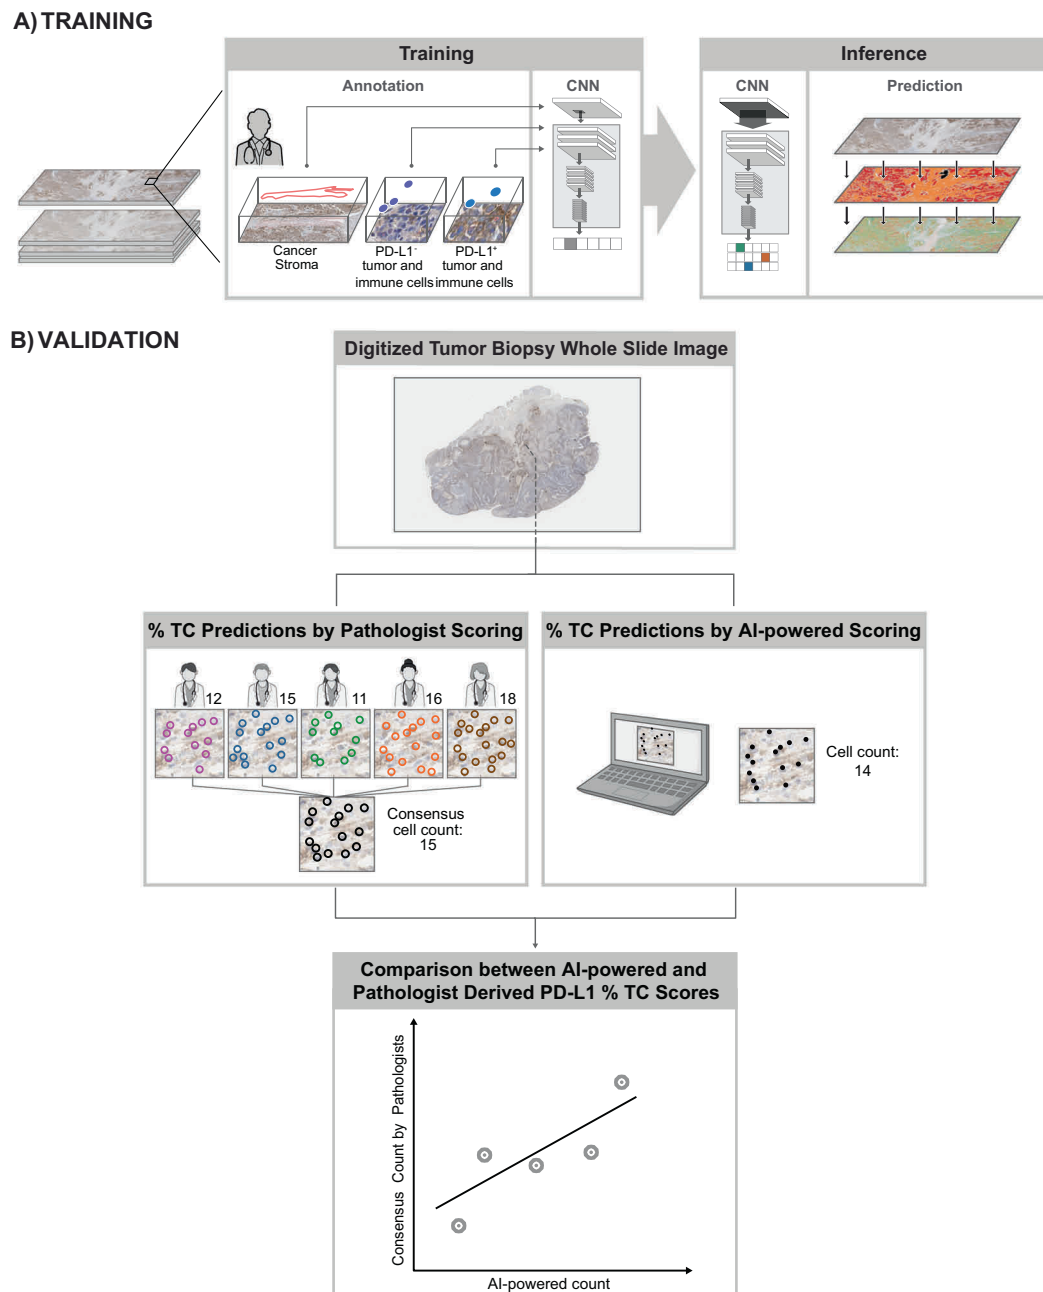 A) TRAINING
Training
Annotation
CNN
Cancer
Stroma
PD-L1-
tumor and
immune cells
PD-L1+
tumor and
immune cells
Inference
CNN
Prediction
B) VALIDATION
Digitized Tumor Biopsy Whole Slide Image
% TC Predictions by Pathologist Scoring
12
15
11
16
18
Consensus
cell count:
15
% TC Predictions by AI-powered Scoring
Cell count:
14
Comparison between AI-powered and
Pathologist Derived PD-L1 % TC Scores
Consensus Count by Pathologists
AI-powered count